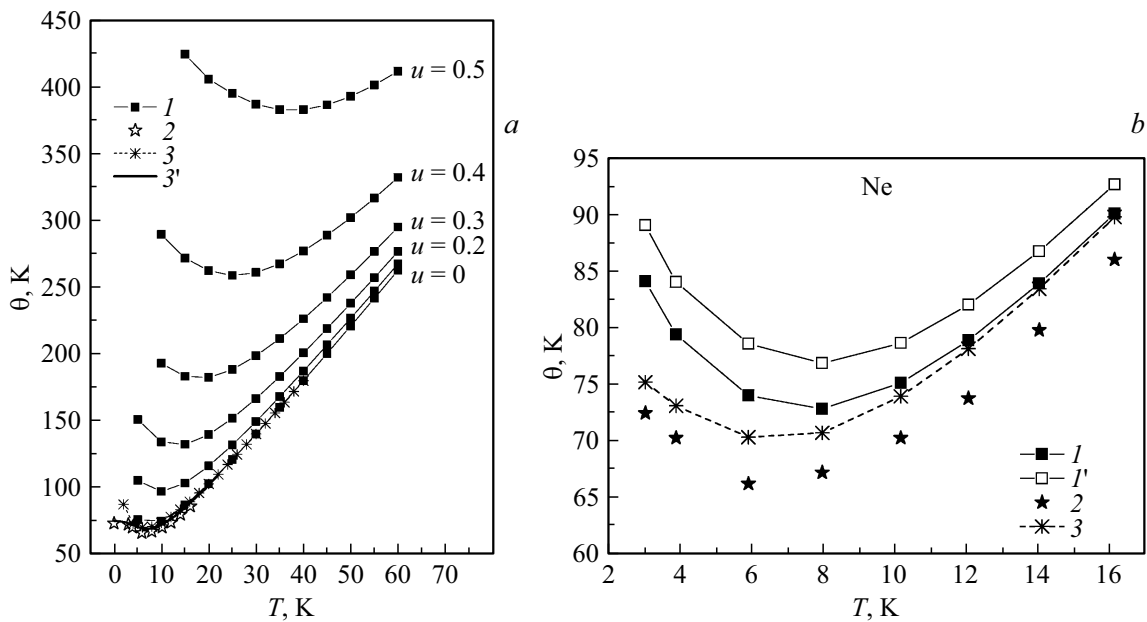 a
450
400
350
300
250
200
150
100
50
θ, K
1
2
3
3'
u = 0.5
u = 0.4
u = 0.3
u = 0.2
u = 0
0 10 20 30 40 50 60 70
T, K
b
Ne
95
90
85
80
75
70
65
60
θ, K
1
1'
2
3
2 4 6 8 10 12 14 16
T, K